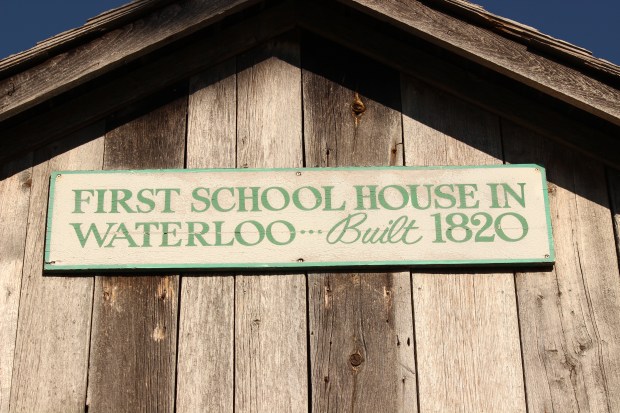 FIRST SCHOOL HOUSE IN
WATERLOO... Built 1820